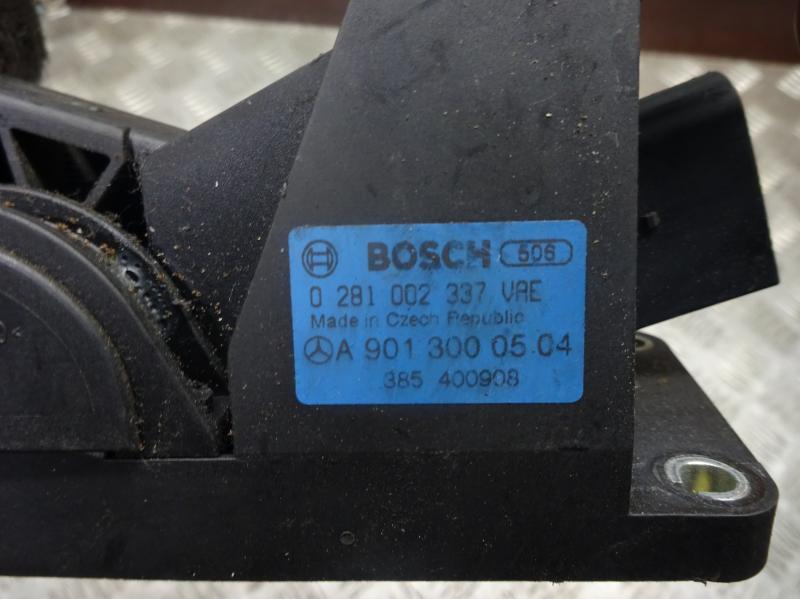 BOSCH 506
0 281 002 337 VAE
Made in Czech Republic
A 901 300 05 04
385 400908